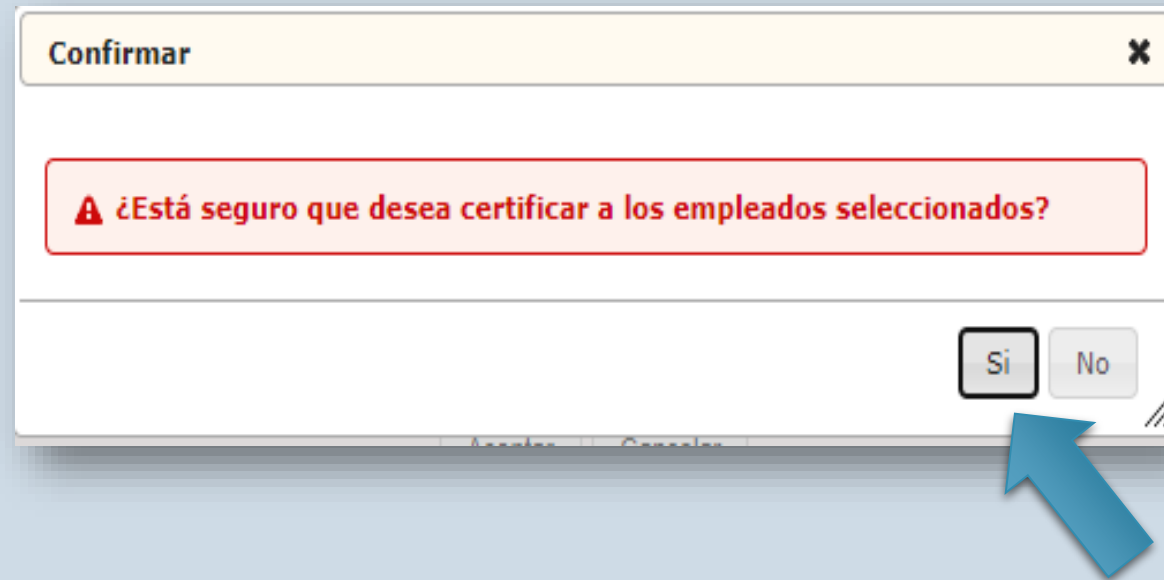 Confirmar
¿Está seguro que desea certificar a los empleados seleccionados?
Si No